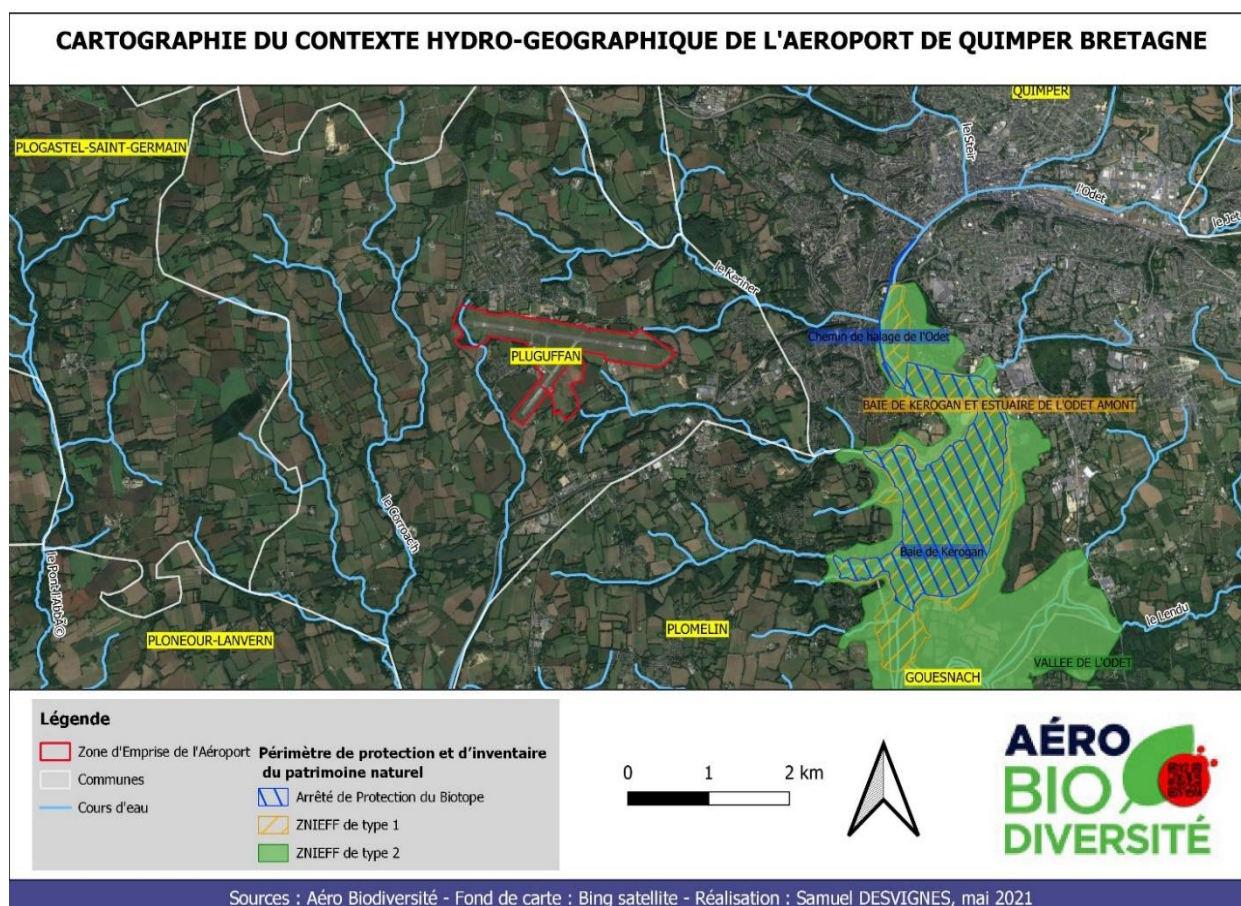 CARTOGRAPHIE DU CONTEXTE HYDRO-GEOGRAPHIQUE DE L'AEROPORT DE QUIMPER BRETAGNE
QUIMPER
PLOGASTEL-SAINT-GERMAIN
le Steir
l'Odet
le Jet
le Keriner
Chemin de halage de l'Odet
PLUGUFFAN
BAIE DE KEROGAN ET ESTUAIRE DE L'ODET AMONT
le Corroac'h
Baie de Kérogan
le Pont l'AbbÃ©
le Lendu
PLONEOUR-LANVERN
PLOMELIN
VALLEE DE L'ODET
GOUESNACH
Légende
Zone d'Emprise de l'Aéroport
Communes
Cours d'eau
Périmètre de protection et d'inventaire
du patrimoine naturel
Arrêté de Protection du Biotope
ZNIEFF de type 1
ZNIEFF de type 2
0 1 2 km
AÉRO
BIO
DIVERSITÉ
Sources : Aéro Biodiversité - Fond de carte : Bing satellite - Réalisation : Samuel DESVIGNES, mai 2021